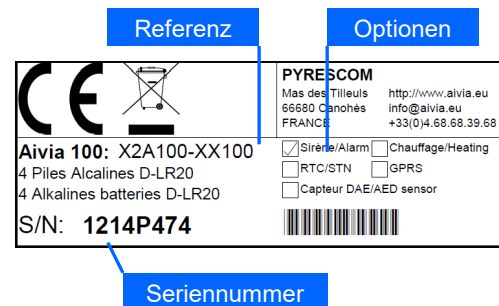 Referenz
Optionen
CE
PYRESCOM
Mas des Tilleuls http://www.aivia.eu
66680 Canohès info@aivia.eu
FRANCE +33(0)4.68.68.39.68
Aivia 100: X2A100-XX100
4 Piles Alcalines D-LR20
4 Alkalines batteries D-LR20
S/N: 1214P474
Sirène/Alarm Chauffage/Heating
RTC/STN GPRS
Capteur DAE/AED sensor
Seriennummer